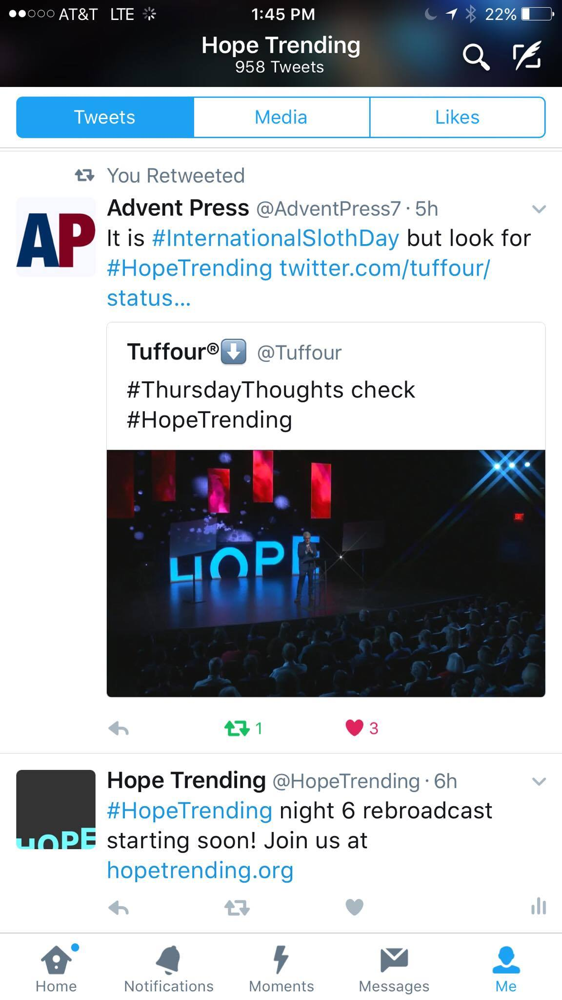 AT&T LTE 1:45 PM 22%
Hope Trending
958 Tweets
Tweets Media Likes
You Retweeted
AP
Advent Press @AdventPress7 · 5h
It is #InternationalSlothDay but look for
#HopeTrending twitter.com/tuffour/
status...
Tuffour® @Tuffour
#ThursdayThoughts check
#HopeTrending
EXIT
HOPE
1 3
Hope Trending @HopeTrending · 6h
#HopeTrending night 6 rebroadcast
starting soon! Join us at
hopetrending.org
HOPE
Home Notifications Moments Messages Me